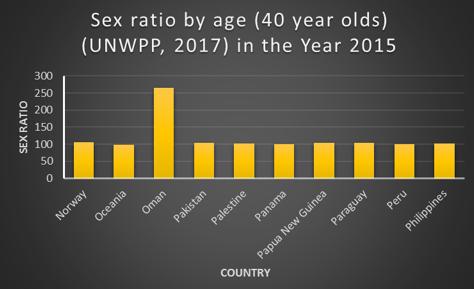 Sex ratio by age (40 year olds)
(UNWPP, 2017) in the Year 2015
300
250
200
150
100
50
0
SEX RATIO
Norway
Oceania
Oman
Pakistan
Palestine
Panama
Papua New Guinea
Paraguay
Peru
Philippines
COUNTRY